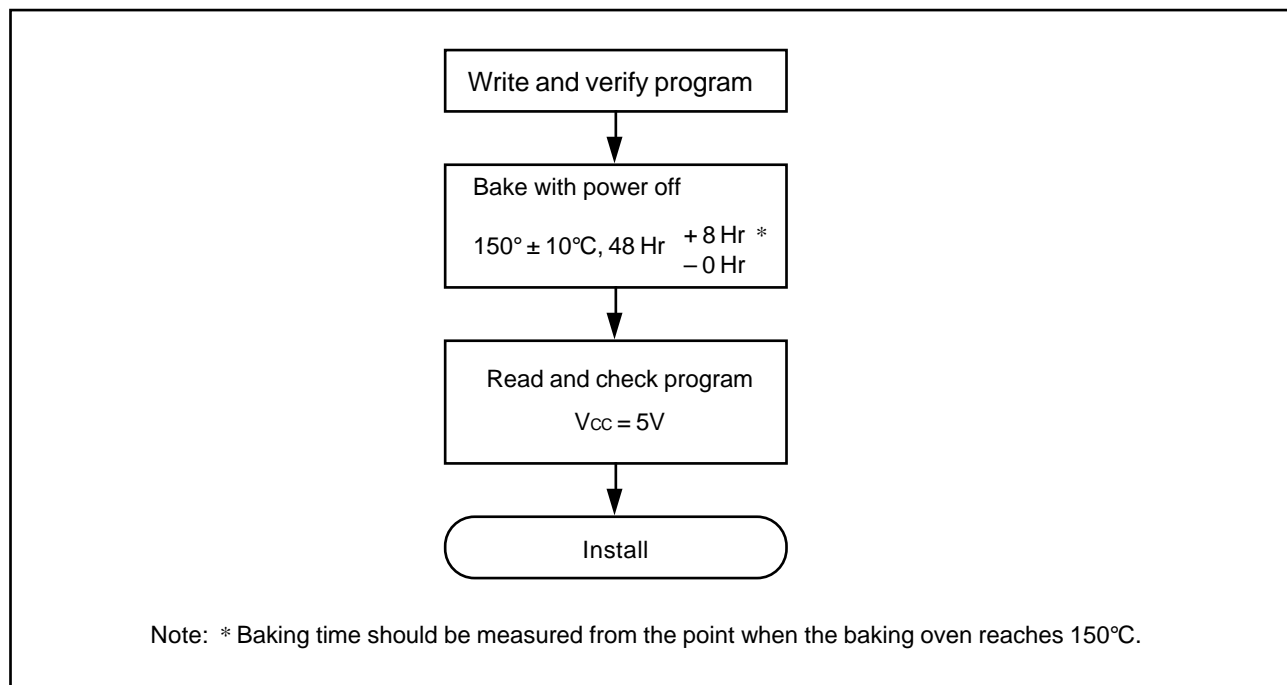 Write and verify program
Bake with power off
150° ± 10℃, 48 Hr + 8 Hr *
– 0 Hr
Read and check program
VCC = 5V
Install
Note: * Baking time should be measured from the point when the baking oven reaches 150℃.